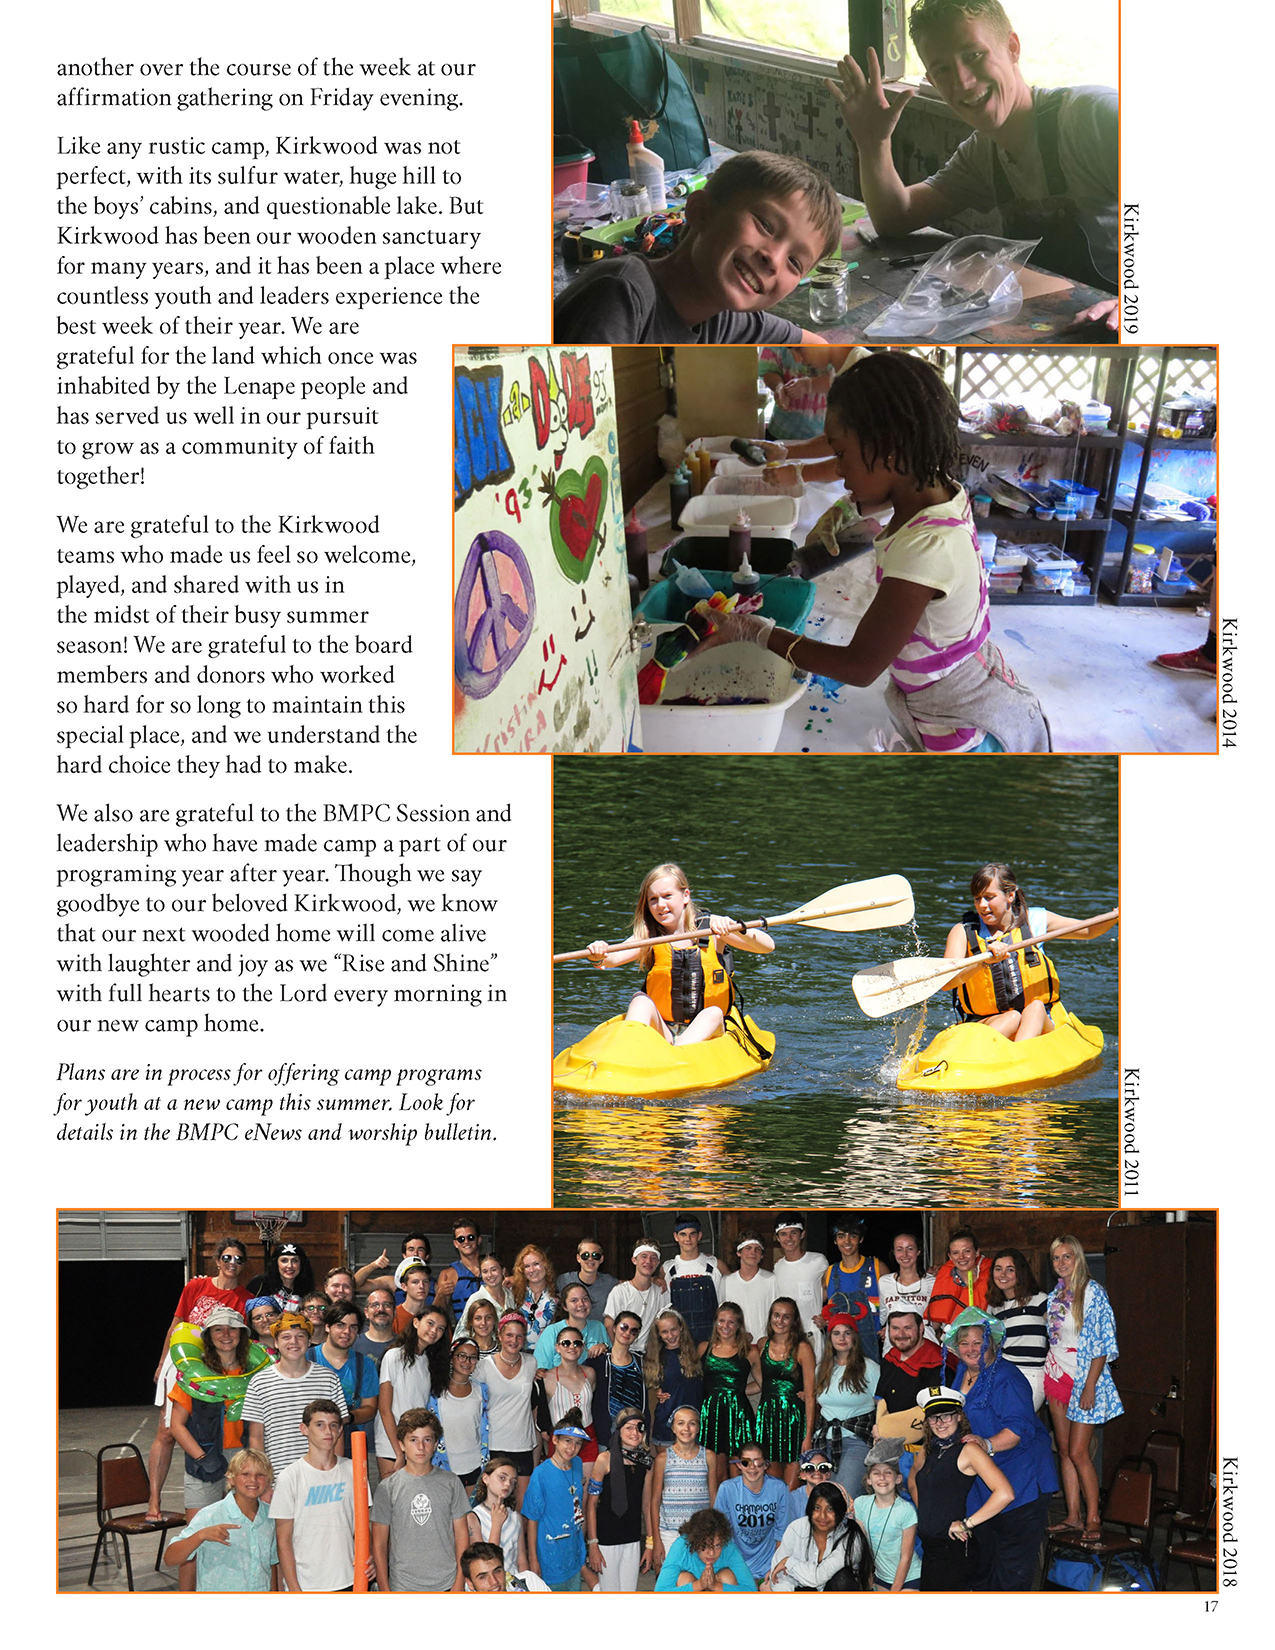 another over the course of the week at our
affirmation gathering on Friday evening.
Like any rustic camp, Kirkwood was not
perfect, with its sulfur water, huge hill to
the boys’ cabins, and questionable lake. But
Kirkwood has been our wooden sanctuary
for many years, and it has been a place where
countless youth and leaders experience the
best week of their year. We are
grateful for the land which once was
inhabited by the Lenape people and
has served us well in our pursuit
to grow as a community of faith
together!
We are grateful to the Kirkwood
teams who made us feel so welcome,
played, and shared with us in
the midst of their busy summer
season! We are grateful to the board
members and donors who worked
so hard for so long to maintain this
special place, and we understand the
hard choice they had to make.
We also are grateful to the BMPC Session and
leadership who have made camp a part of our
programing year after year. Though we say
goodbye to our beloved Kirkwood, we know
that our next wooded home will come alive
with laughter and joy as we “Rise and Shine”
with full hearts to the Lord every morning in
our new camp home.
Plans are in process for offering camp programs
for youth at a new camp this summer. Look for
details in the BMPC eNews and worship bulletin.
Kirkwood 2019
93
'93'
EVEN
Kirkwood 2014
Kirkwood 2011
NIKE
CHAMPIONS
2018
Kirkwood 2018
17